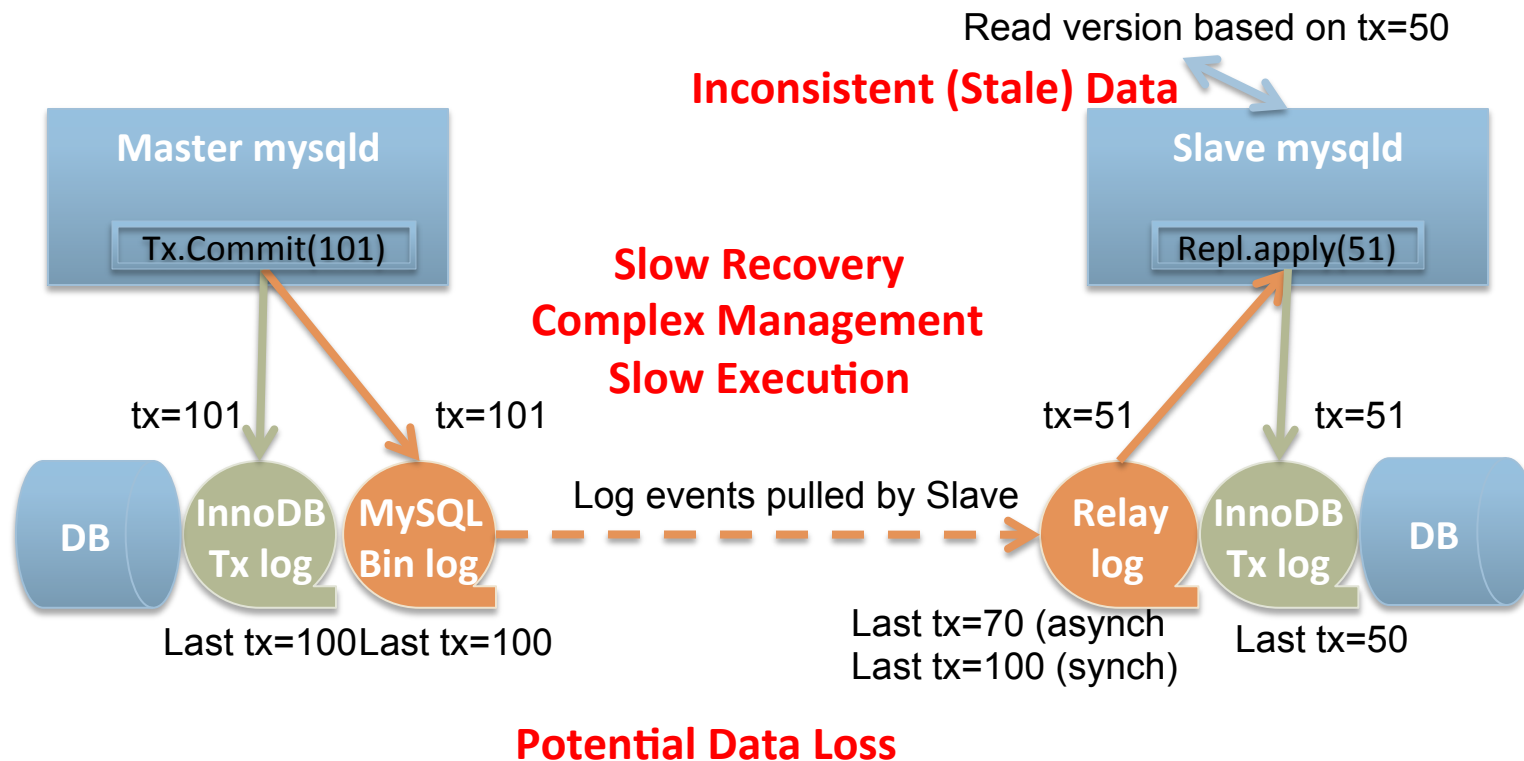 Read version based on tx=50
Inconsistent (Stale) Data
Master mysqld
Slave mysqld
Tx.Commit(101)
Repl.apply(51)
Slow Recovery
Complex Management
Slow Execution
tx=101
tx=101
tx=51
tx=51
DB
InnoDB
Tx log
MySQL
Bin log
Log events pulled by Slave
Relay
log
InnoDB
Tx log
DB
Last tx=100
Last tx=100
Last tx=70 (asynch
Last tx=100 (synch)
Last tx=50
Potential Data Loss